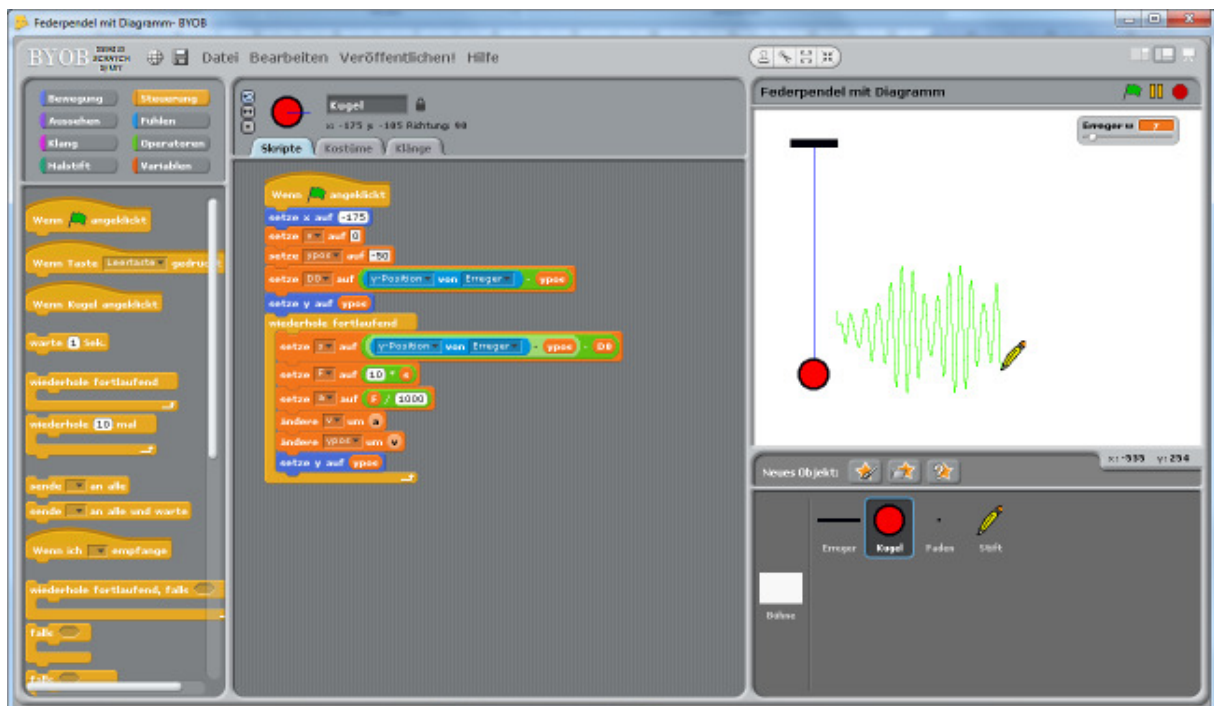 Federpendel mit Diagramm- BYOB
BYOB Datei Bearbeiten Veröffentlichen! Hilfe
Bewegung Steuerung
Aussehen Fühlen
Klang Operatoren
Malstift Variablen
Wenn angeklickt
Wenn Taste Leertaste gedrück
Wenn Kugel angeklickt
warte 1 Sek.
wiederhole fortlaufend
wiederhole 10 mal
sende an alle
sende an alle und warte
Wenn ich empfange
wiederhole fortlaufend, falls
falls
falls
Kugel
x: -175 y: -105 Richtung: 90
Skripte Kostüme Klänge
Wenn angeklickt
setze x auf -175
setze v auf 0
setze ypos auf -50
setze auf y-Position von Erreger - ypos
setze y auf ypos
wiederhole fortlaufend
setze auf y-Position von Erreger - ypos -
setze F auf 10 *
setze a auf F / 1000
ändere v um a
ändere ypos um v
setze y auf ypos
Federpendel mit Diagramm
Erreger w 7
x: -535 y: 254
Neues Objekt:
Erreger Kugel Faden Stift
Bühne